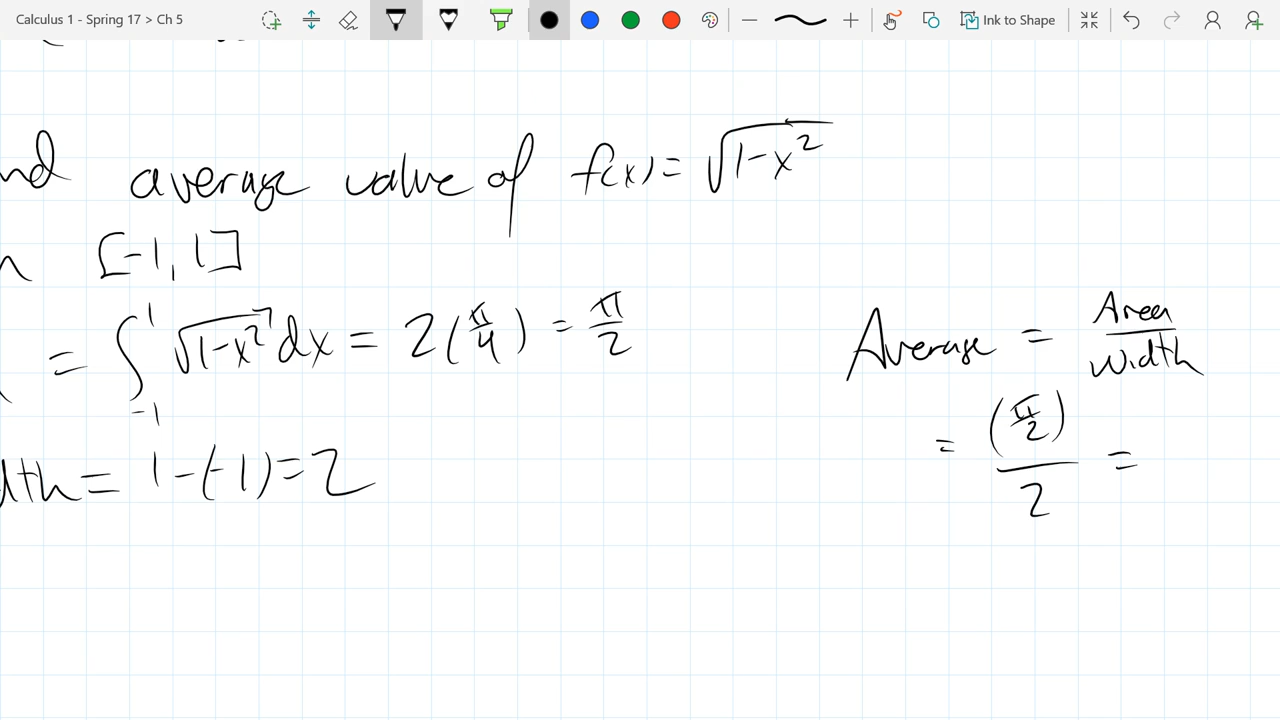 Calculus 1 - Spring 17 > Ch 5
Ink to Shape
nd average value of f(x) = √(1-x²)
n [-1, 1]
= ∫₋₁¹ √(1-x²) dx = 2(π/4) = π/2
Average = Area/Width
= (π/2)/2 =
dth = 1-(-1) = 2